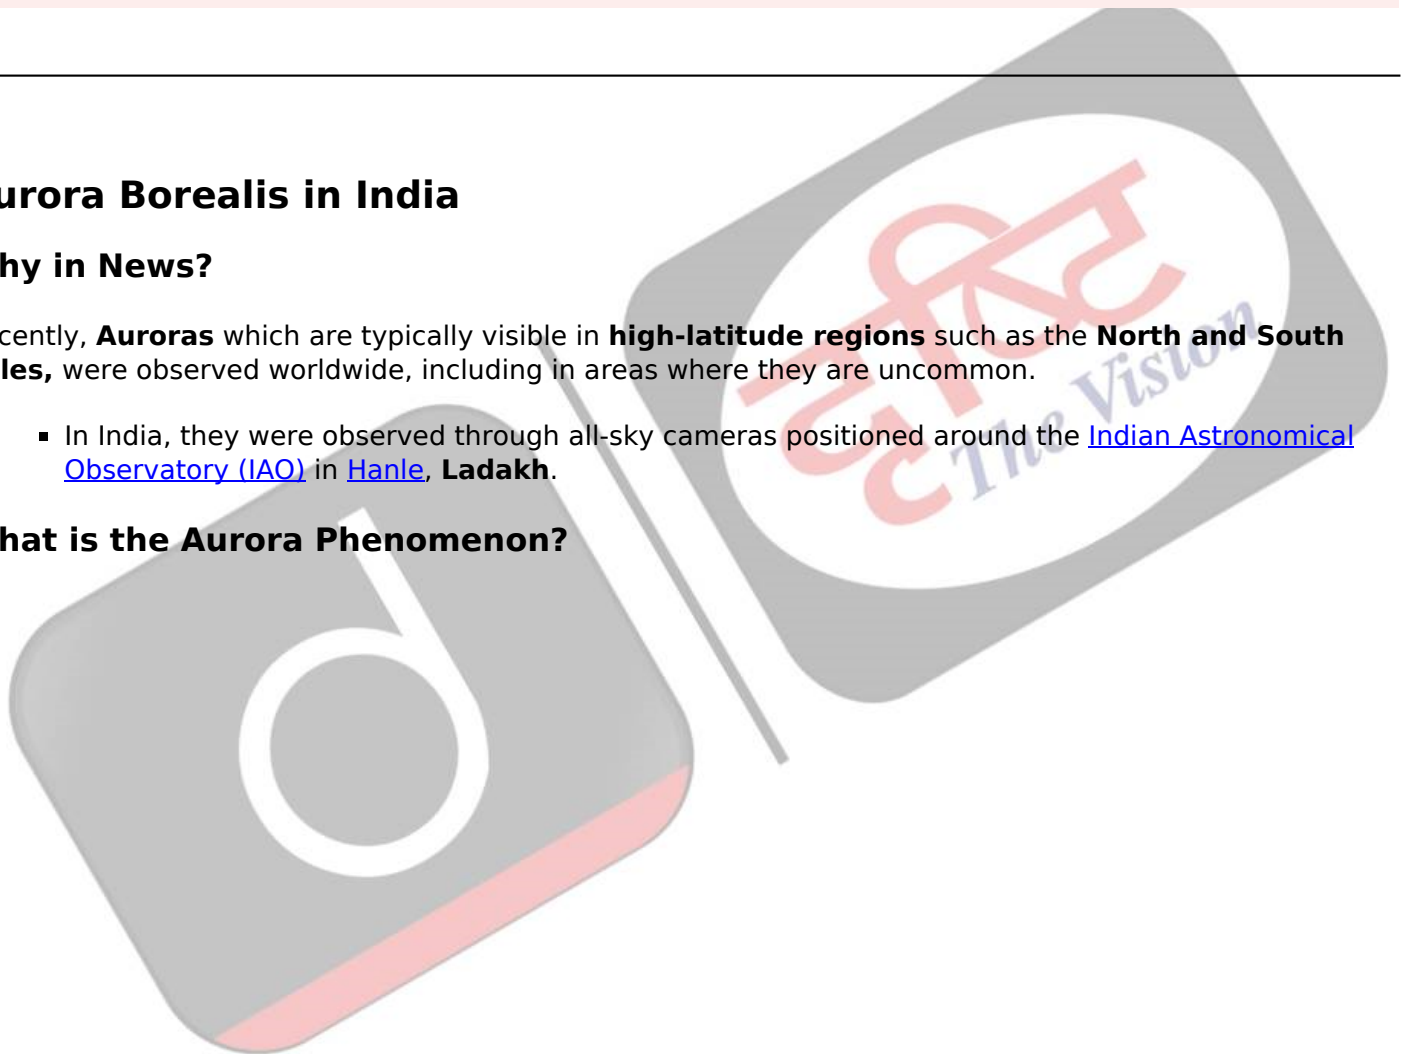 urora Borealis in India
hy in News?
cently, Auroras which are typically visible in high-latitude regions such as the North and South
les, were observed worldwide, including in areas where they are uncommon.
▪ In India, they were observed through all-sky cameras positioned around the Indian Astronomical
Observatory (IAO) in Hanle, Ladakh.
hat is the Aurora Phenomenon?
दृष्टि
The Vision
d